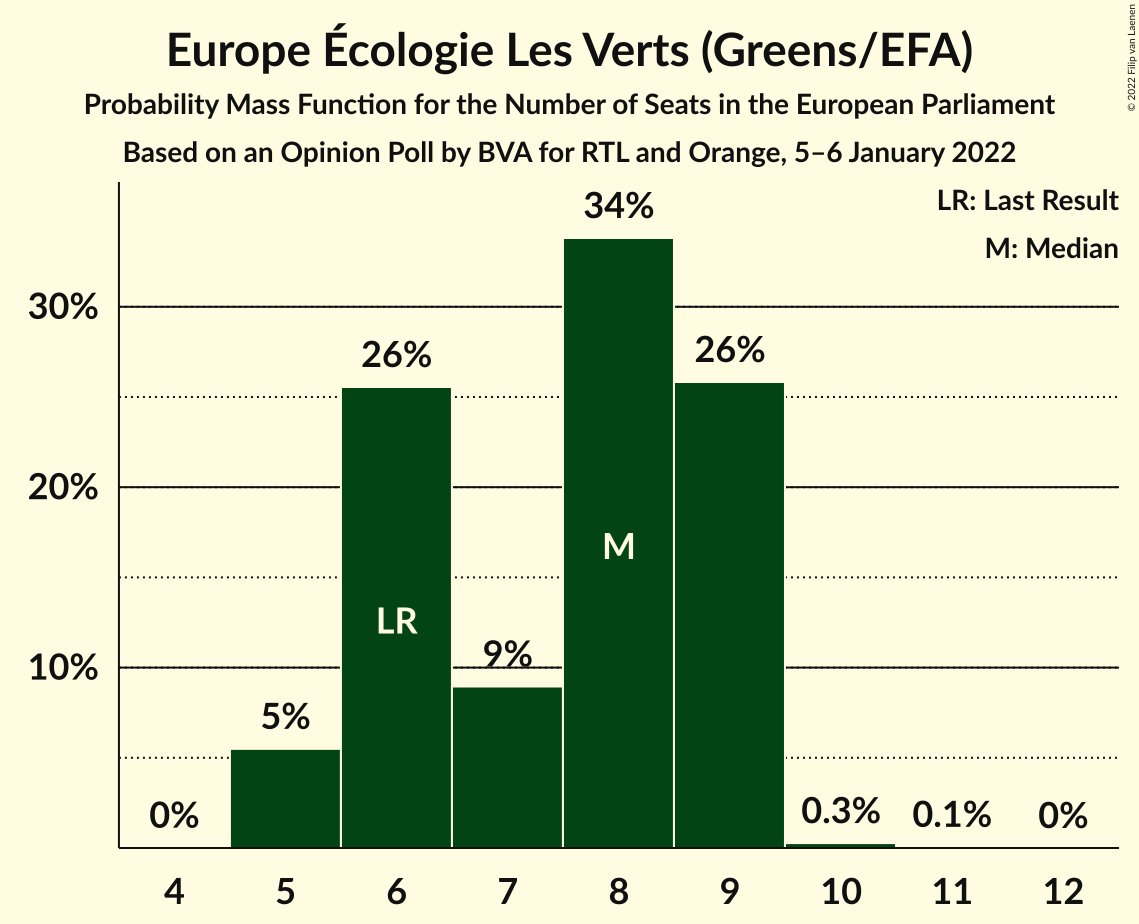 Europe Écologie Les Verts (Greens/EFA)
Probability Mass Function for the Number of Seats in the European Parliament
Based on an Opinion Poll by BVA for RTL and Orange, 5–6 January 2022
© 2022 Filip van Laenen
LR: Last Result
M: Median
34%
30%
26%
26%
20%
M
LR
9%
10%
5%
0%
0.3%
0.1%
0%
4 5 6 7 8 9 10 11 12